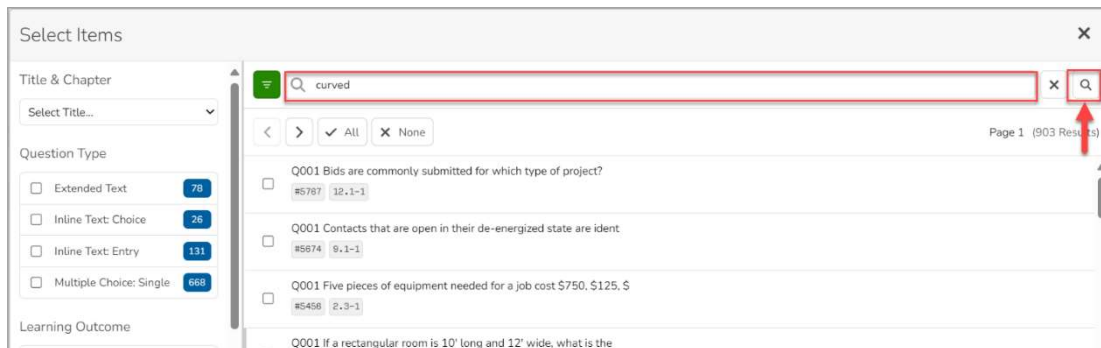 Select Items
Title & Chapter
Select Title...
Question Type
Extended Text 78
Inline Text: Choice 26
Inline Text: Entry 131
Multiple Choice: Single 668
Learning Outcome
curved
All None
Page 1 (903 Results)
Q001 Bids are commonly submitted for which type of project?
#5787 12.1-1
Q001 Contacts that are open in their de-energized state are ident
#5674 9.1-1
Q001 Five pieces of equipment needed for a job cost $750, $125, $
#5456 2.3-1
Q001 If a rectangular room is 10' long and 12' wide, what is the